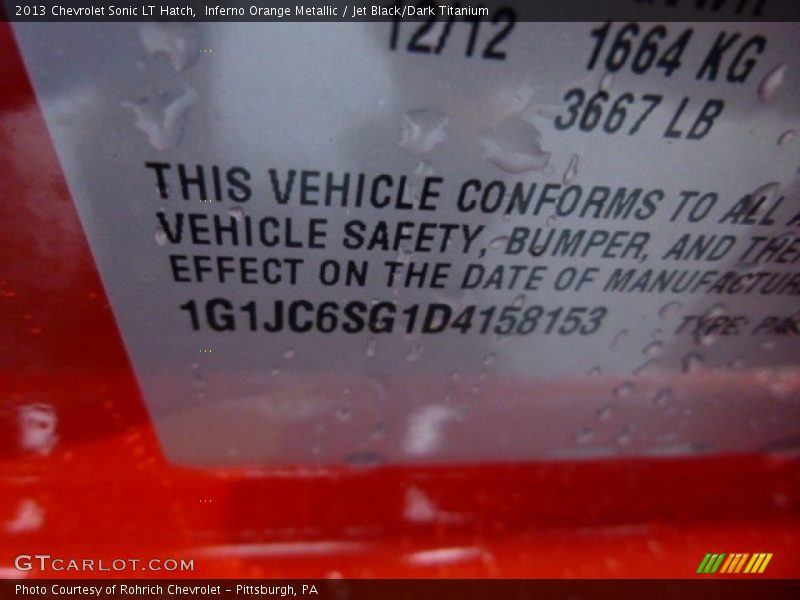 2013 Chevrolet Sonic LT Hatch, Inferno Orange Metallic / Jet Black/Dark Titanium
12/12 1664 KG
3667 LB
THIS VEHICLE CONFORMS TO ALL
VEHICLE SAFETY, BUMPER, AND
EFFECT ON THE DATE OF
1G1JC6SG1D4158153 TYPE:
GTCARLOT.COM
Photo Courtesy of Rohrich Chevrolet - Pittsburgh, PA